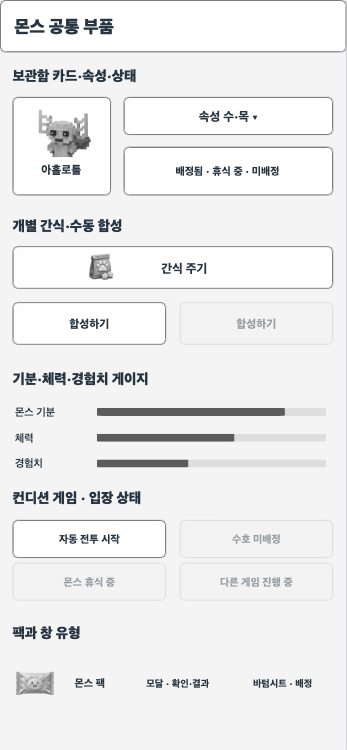 몬스 공통 부품
보관함 카드·속성·상태
아홀로틀
속성 수·목 ▾
배정됨 · 휴식 중 · 미배정
개별 간식·수동 합성
간식 주기
합성하기
합성하기
기분·체력·경험치 게이지
몬스 기분
체력
경험치
컨디션 게임 · 입장 상태
자동 전투 시작
수호 미배정
몬스 휴식 중
다른 게임 진행 중
팩과 창 유형
몬스 팩
모달 · 확인·결과
바텀시트 · 배정